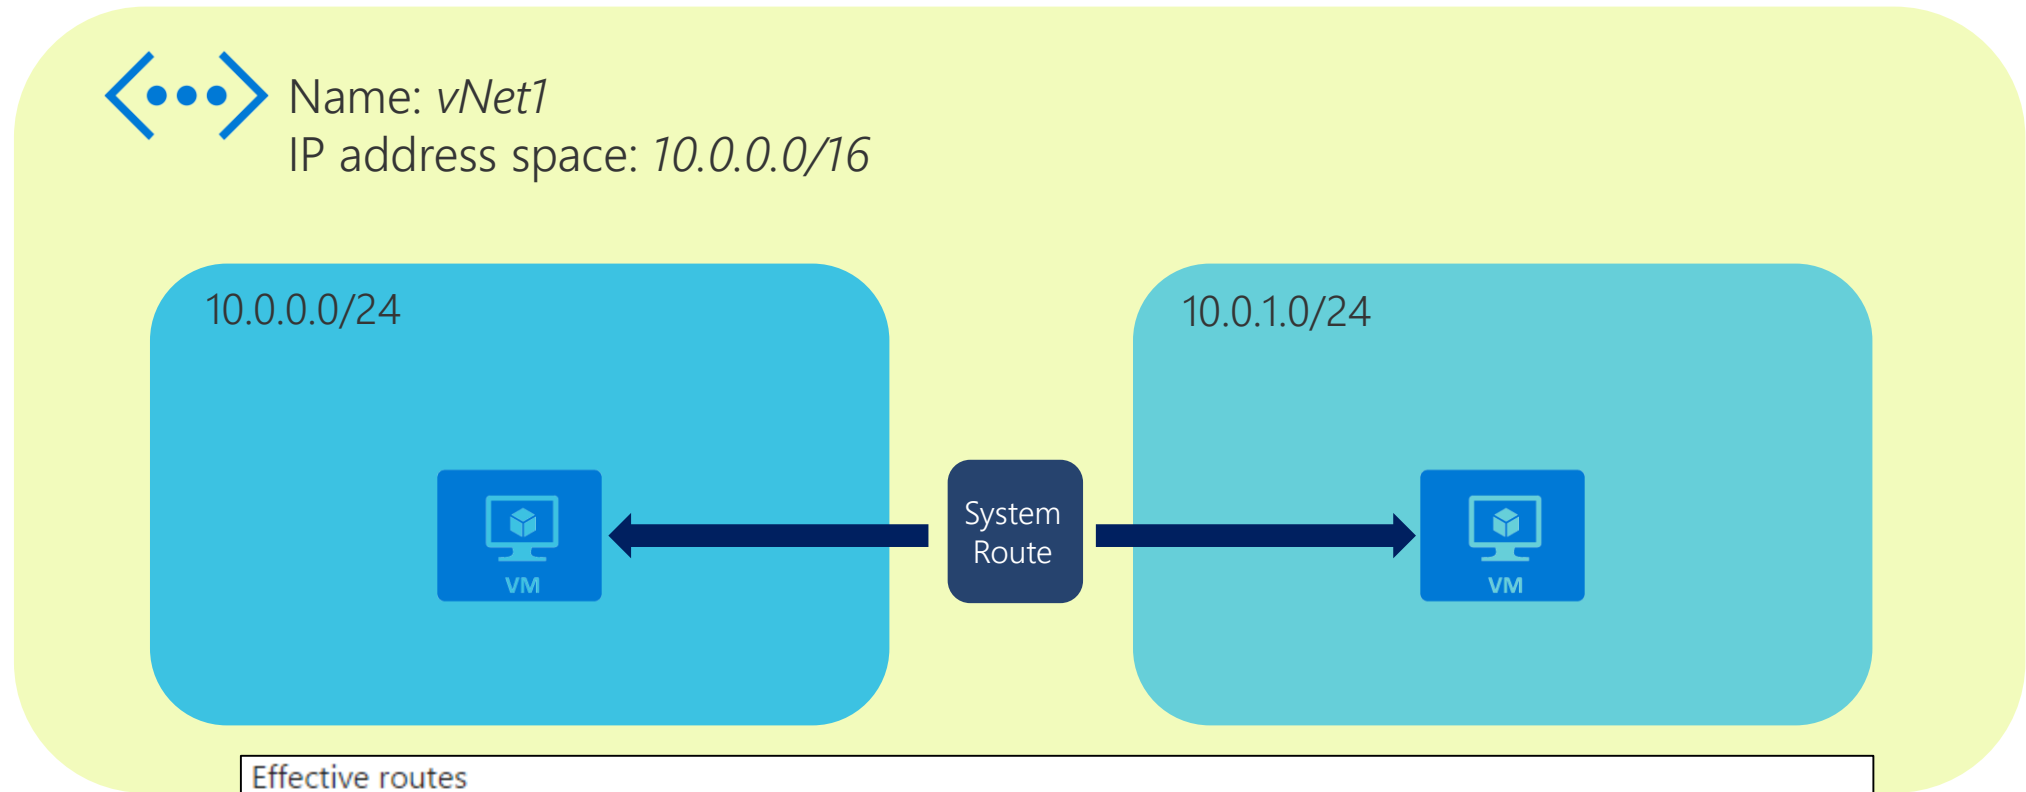 Name: vNet1
IP address space: 10.0.0.0/16
10.0.0.0/24
10.0.1.0/24
System
Route
VM
VM
Effective routes